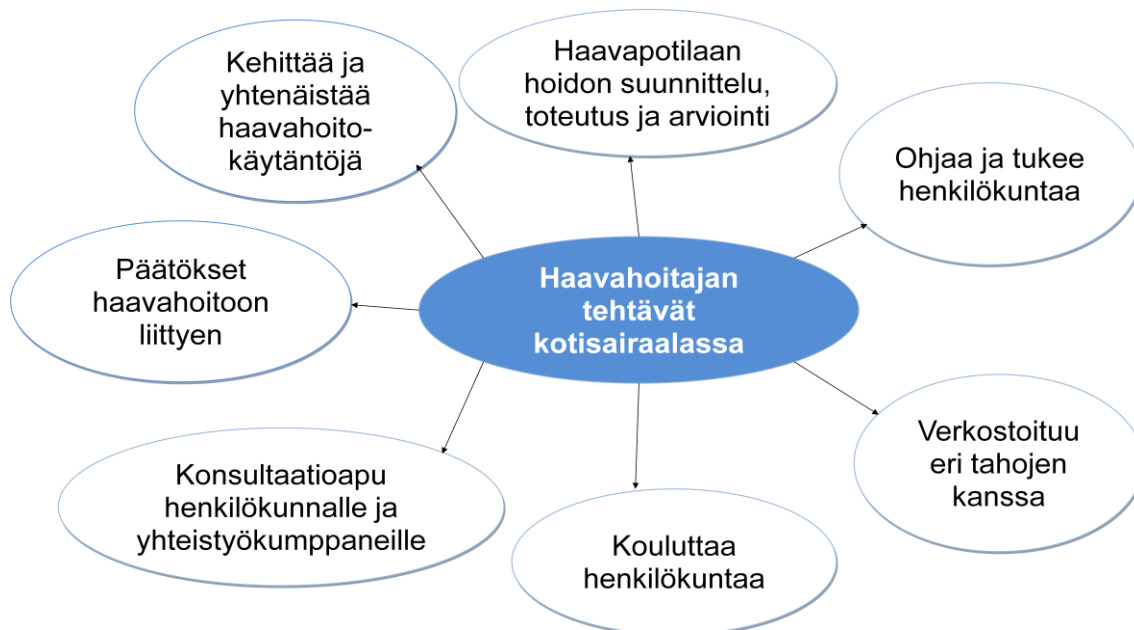 Kehittää ja
yhtenäistää
haavahoito-
käytäntöjä
Haavapotilaan
hoidon suunnittelu,
toteutus ja arviointi
Ohjaa ja tukee
henkilökuntaa
Päätökset
haavahoitoon
liittyen
Haavahoitajan
tehtävät
kotisairaalassa
Verkostoituu
eri tahojen
kanssa
Konsultaatioapu
henkilökunnalle ja
yhteistyökumppaneille
Kouluttaa
henkilökuntaa